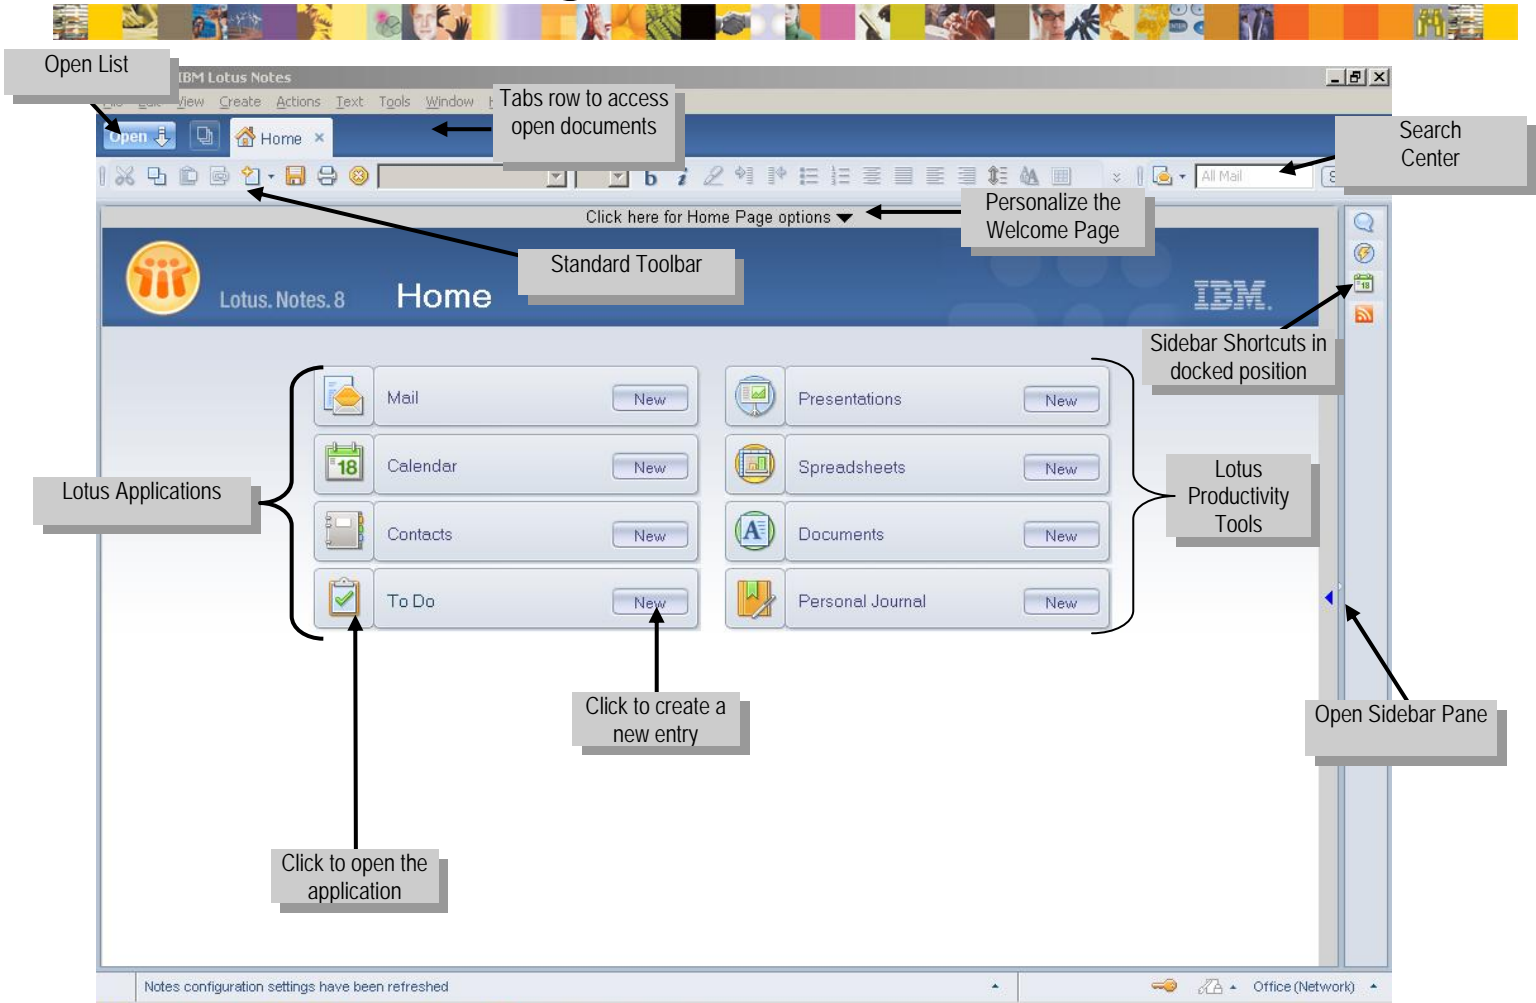 Open List
IBM Lotus Notes
View Create Actions Text Tools Window
Tabs row to access
open documents
Open
Home
Search
Center
b i
All Mail
Click here for Home Page options
Personalize the
Welcome Page
Standard Toolbar
Lotus. Notes. 8
Home
IBM.
18
Sidebar Shortcuts in
docked position
Mail New
Presentations New
18 Calendar New
Spreadsheets New
Lotus Applications
Lotus
Productivity
Tools
Contacts New
A Documents New
To Do New
Personal Journal New
Click to create a
new entry
Open Sidebar Pane
Click to open the
application
Notes configuration settings have been refreshed
Office (Network)